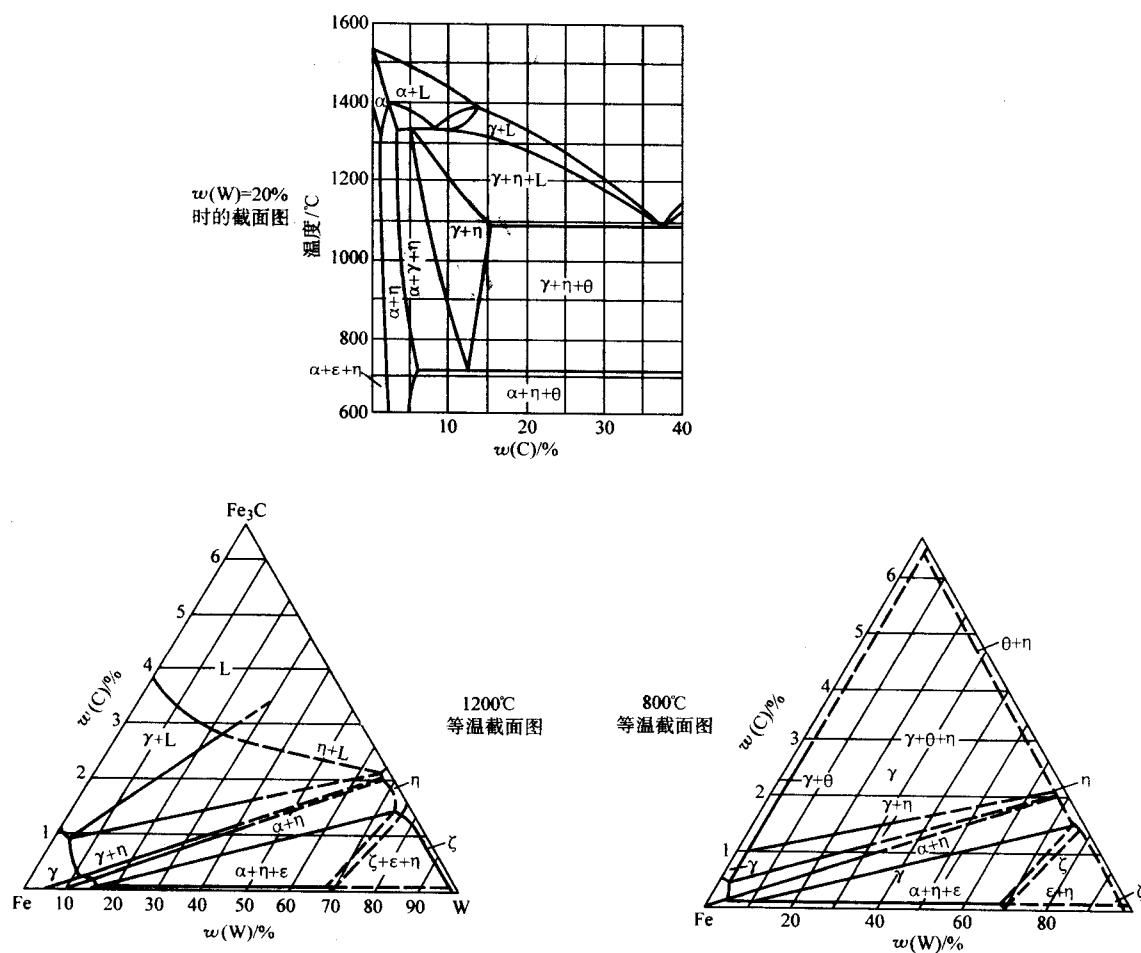 1600
1400
1200
1000
800
600
温度/℃
w(W)=20%
时的截面图
α
α+L
γ+L
γ+η+L
γ+η
α+γ+η
α+η
γ+η+θ
α+ε+η
α+η+θ
0
10
20
30
40
w(C)/%
Fe₃C
6
5
4
3
2
1
w(C)/%
L
γ+L
η+L
η
α+η
γ+η
γ
ζ
ζ+ε+η
α+η+ε
Fe
10
20
30
40
50
60
70
80
90
W
w(W)/%
1200℃
等温截面图
800℃
等温截面图
6
5
4
3
2
1
w(C)/%
θ+η
γ+θ+η
γ+θ
γ
γ+η
η
α+η
γ
γ
ζ
ε+η
α+η+ε
ζ
Fe
20
40
60
80
w(W)/%